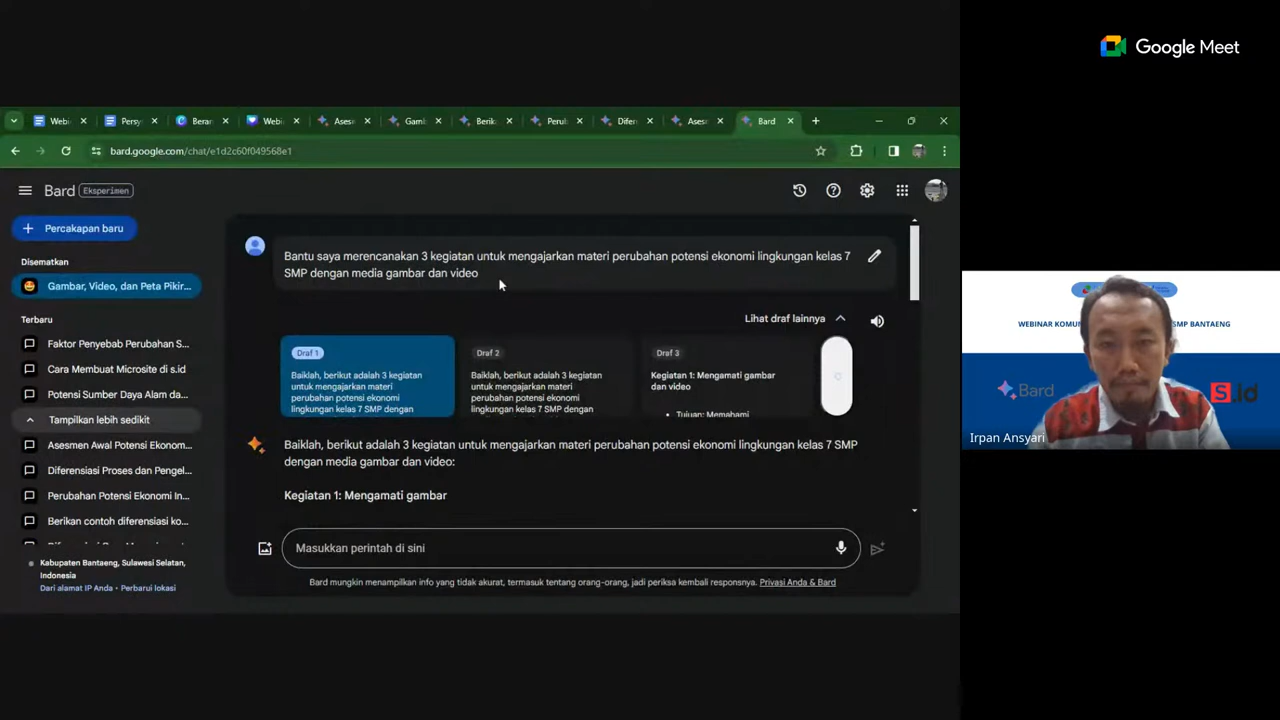 Google Meet
Webi
Persy
Beran
Webi
Ases
Gamb
Berik
Perub
Difer
Ases
Bard
bard.google.com/chat/e1d2c60f049568e1
Bard Eksperimen
Percakapan baru
Disematkan
Gambar, Video, dan Peta Pikir...
Terbaru
Faktor Penyebab Perubahan S...
Cara Membuat Microsite di s.id
Potensi Sumber Daya Alam da...
Tampilkan lebih sedikit
Asesmen Awal Potensi Ekonom...
Diferensiasi Proses dan Pengel...
Perubahan Potensi Ekonomi In...
Berikan contoh diferensiasi ko...
Kabupaten Bantaeng, Sulawesi Selatan,
Indonesia
Dari alamat IP Anda • Perbarui lokasi
Bantu saya merencanakan 3 kegiatan untuk mengajarkan materi perubahan potensi ekonomi lingkungan kelas 7
SMP dengan media gambar dan video
Lihat draf lainnya
Draf 1
Baiklah, berikut adalah 3 kegiatan
untuk mengajarkan materi
perubahan potensi ekonomi
lingkungan kelas 7 SMP dengan
Draf 2
Baiklah, berikut adalah 3 kegiatan
untuk mengajarkan materi
perubahan potensi ekonomi
lingkungan kelas 7 SMP dengan
Draf 3
Kegiatan 1: Mengamati gambar
dan video
• Tujuan: Memahami
Baiklah, berikut adalah 3 kegiatan untuk mengajarkan materi perubahan potensi ekonomi lingkungan kelas 7 SMP
dengan media gambar dan video:
Kegiatan 1: Mengamati gambar
Masukkan perintah di sini
Bard mungkin menampilkan info yang tidak akurat, termasuk tentang orang-orang, jadi periksa kembali responsnya. Privasi Anda & Bard
WEBINAR KOMUN SMP BANTAENG
Bard
S.id
Irpan Ansyari